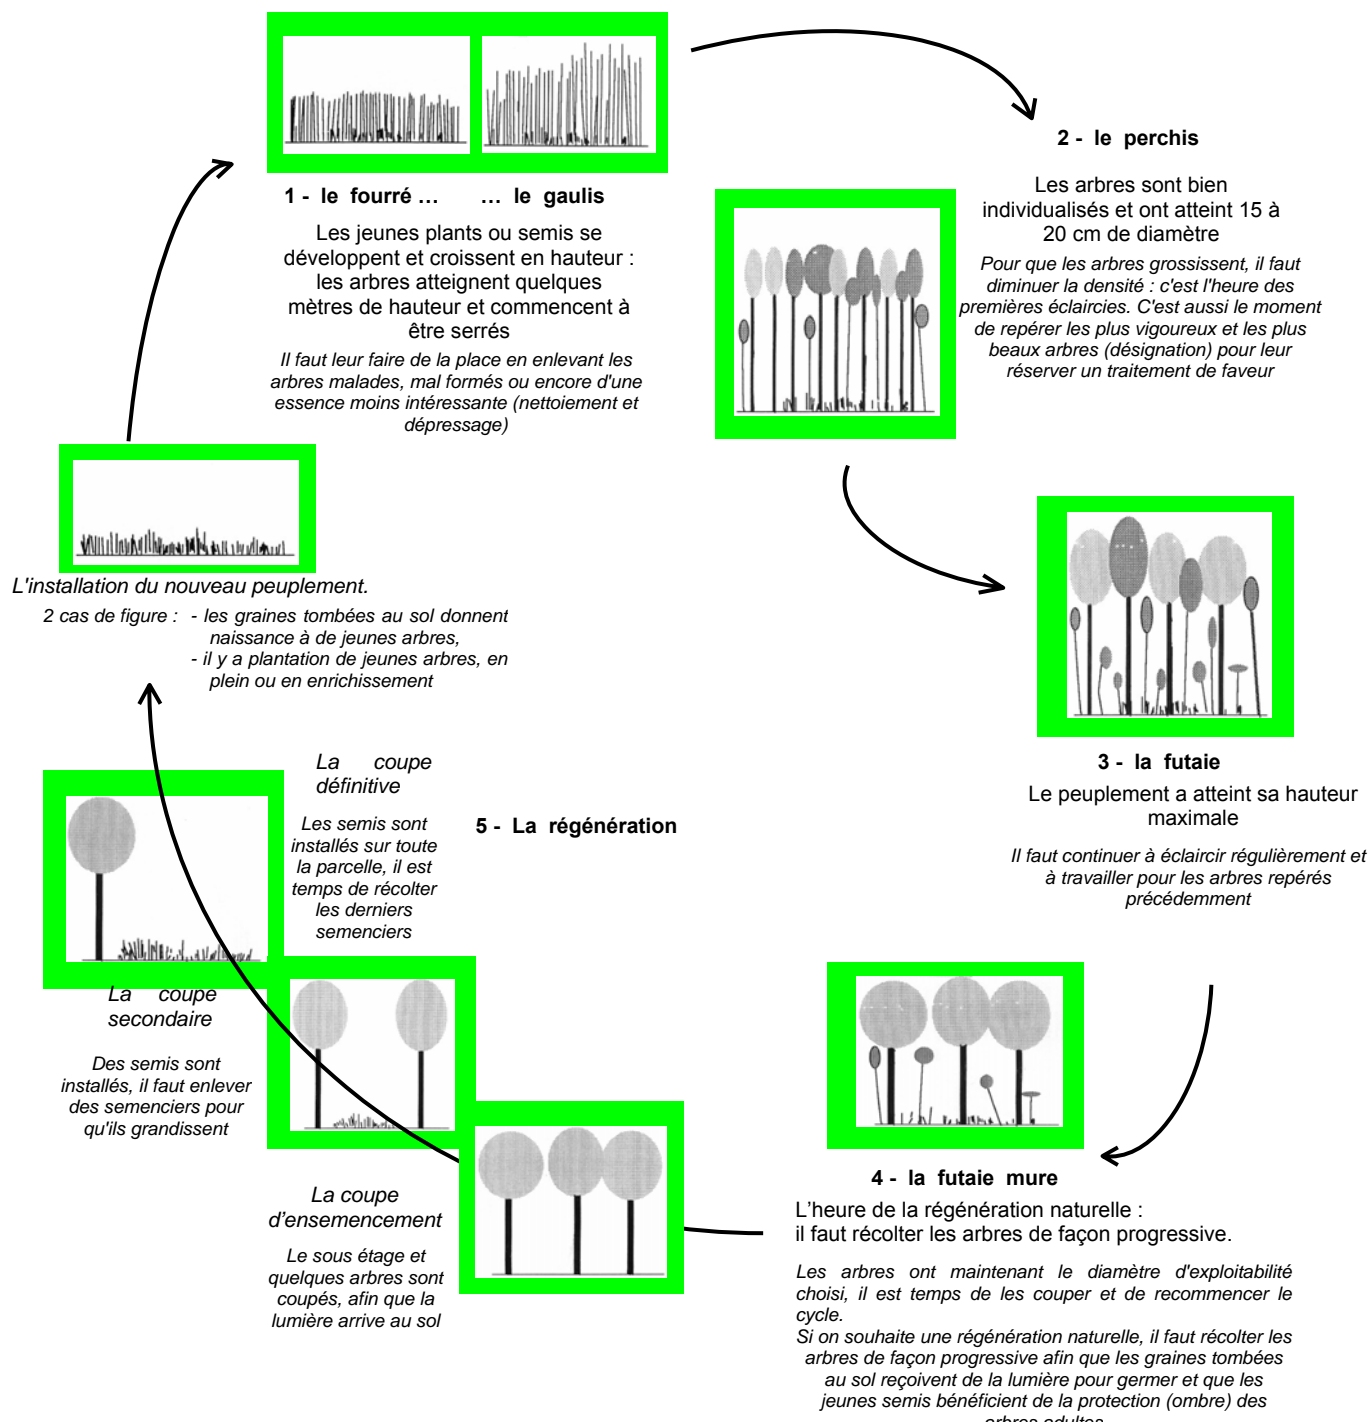 1 - le fourré … … le gaulis
Les jeunes plants ou semis se
développent et croissent en hauteur :
les arbres atteignent quelques
mètres de hauteur et commencent à
être serrés
Il faut leur faire de la place en enlevant les
arbres malades, mal formés ou encore d'une
essence moins intéressante (nettoiement et
dépressage)
2 - le perchis
Les arbres sont bien
individualisés et ont atteint 15 à
20 cm de diamètre
Pour que les arbres grossissent, il faut
diminuer la densité : c'est l'heure des
premières éclaircies. C'est aussi le moment
de repérer les plus vigoureux et les plus
beaux arbres (désignation) pour leur
réserver un traitement de faveur
3 - la futaie
Le peuplement a atteint sa hauteur
maximale
Il faut continuer à éclaircir régulièrement et
à travailler pour les arbres repérés
précédemment
4 - la futaie mure
L'heure de la régénération naturelle :
il faut récolter les arbres de façon progressive.
Les arbres ont maintenant le diamètre d'exploitabilité
choisi, il est temps de les couper et de recommencer le
cycle.
Si on souhaite une régénération naturelle, il faut récolter les
arbres de façon progressive afin que les graines tombées
au sol reçoivent de la lumière pour germer et que les
jeunes semis bénéficient de la protection (ombre) des
arbres adultes
5 - La régénération
La coupe
d'ensemencement
Le sous étage et
quelques arbres sont
coupés, afin que la
lumière arrive au sol
La coupe
secondaire
Des semis sont
installés, il faut enlever
des semenciers pour
qu'ils grandissent
La coupe
définitive
Les semis sont
installés sur toute
la parcelle, il est
temps de récolter
les derniers
semenciers
L'installation du nouveau peuplement.
2 cas de figure : - les graines tombées au sol donnent
naissance à de jeunes arbres,
- il y a plantation de jeunes arbres, en
plein ou en enrichissement